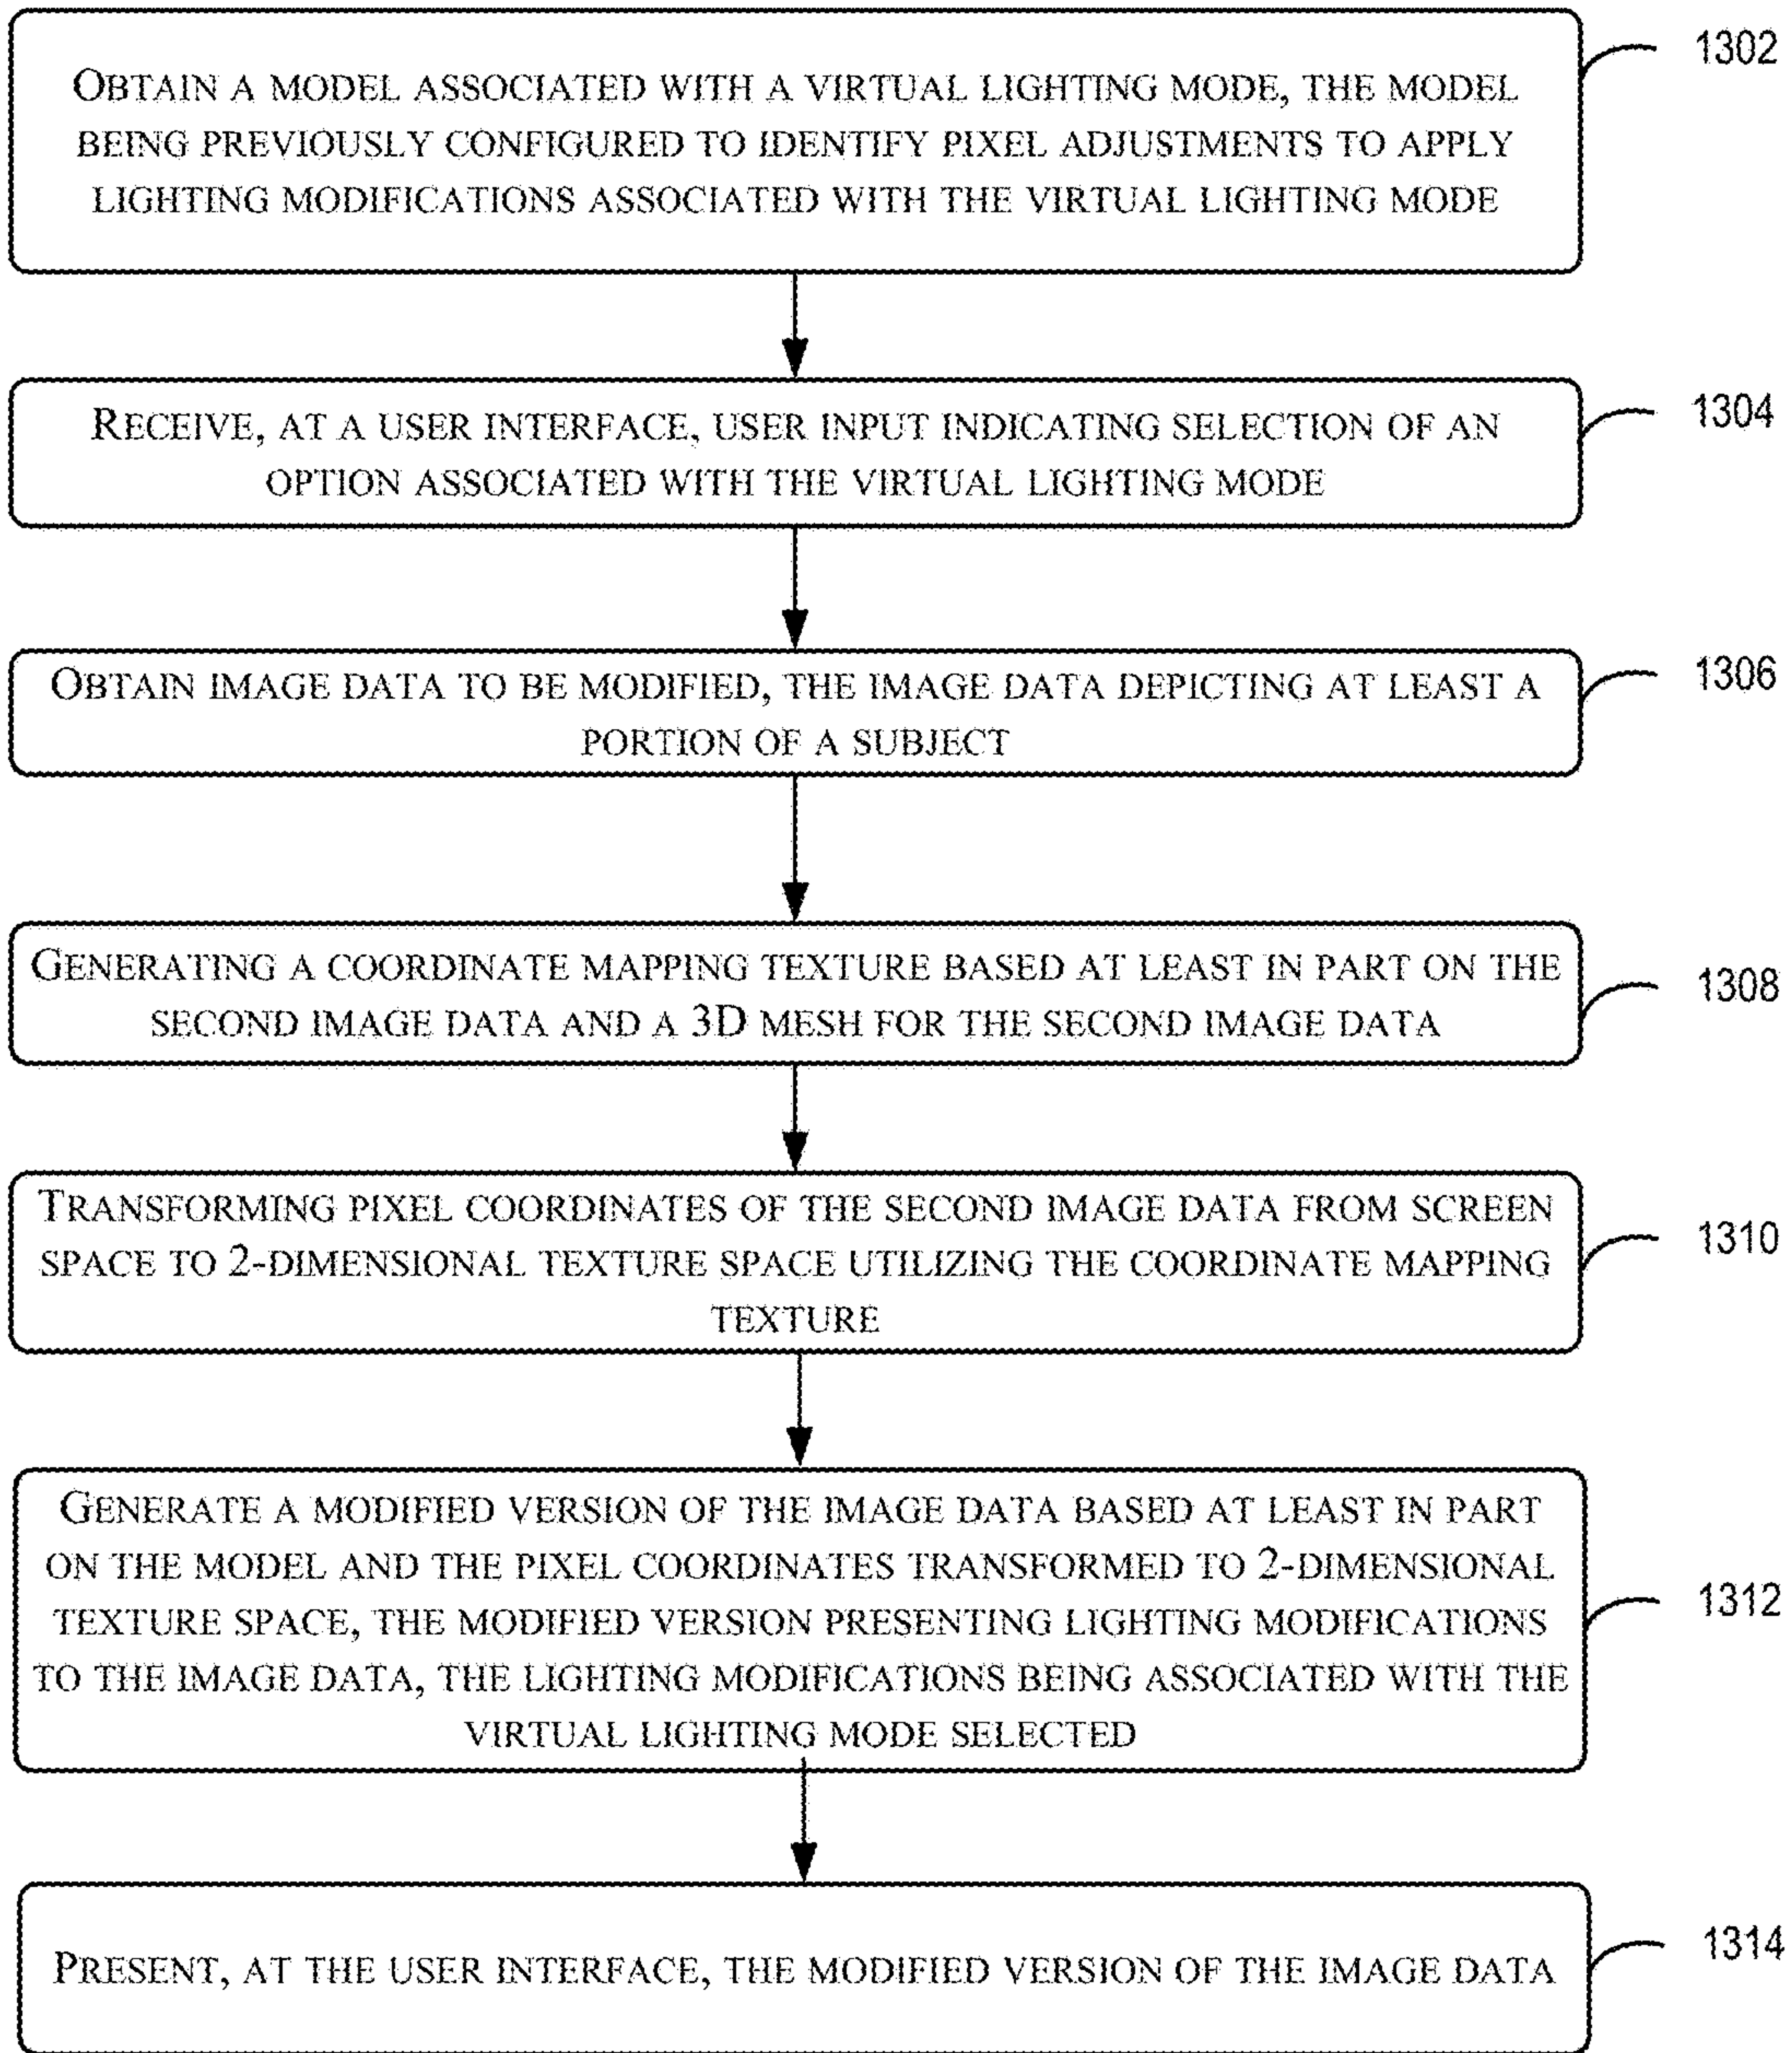 OBTAIN A MODEL ASSOCIATED WITH A VIRTUAL LIGHTING MODE, THE MODEL
BEING PREVIOUSLY CONFIGURED TO IDENTIFY PIXEL ADJUSTMENTS TO APPLY
LIGHTING MODIFICATIONS ASSOCIATED WITH THE VIRTUAL LIGHTING MODE
1302
RECEIVE, AT A USER INTERFACE, USER INPUT INDICATING SELECTION OF AN
OPTION ASSOCIATED WITH THE VIRTUAL LIGHTING MODE
1304
OBTAIN IMAGE DATA TO BE MODIFIED, THE IMAGE DATA DEPICTING AT LEAST A
PORTION OF A SUBJECT
1306
GENERATING A COORDINATE MAPPING TEXTURE BASED AT LEAST IN PART ON THE
SECOND IMAGE DATA AND A 3D MESH FOR THE SECOND IMAGE DATA
1308
TRANSFORMING PIXEL COORDINATES OF THE SECOND IMAGE DATA FROM SCREEN
SPACE TO 2-DIMENSIONAL TEXTURE SPACE UTILIZING THE COORDINATE MAPPING
TEXTURE
1310
GENERATE A MODIFIED VERSION OF THE IMAGE DATA BASED AT LEAST IN PART
ON THE MODEL AND THE PIXEL COORDINATES TRANSFORMED TO 2-DIMENSIONAL
TEXTURE SPACE, THE MODIFIED VERSION PRESENTING LIGHTING MODIFICATIONS
TO THE IMAGE DATA, THE LIGHTING MODIFICATIONS BEING ASSOCIATED WITH THE
VIRTUAL LIGHTING MODE SELECTED
1312
PRESENT, AT THE USER INTERFACE, THE MODIFIED VERSION OF THE IMAGE DATA
1314